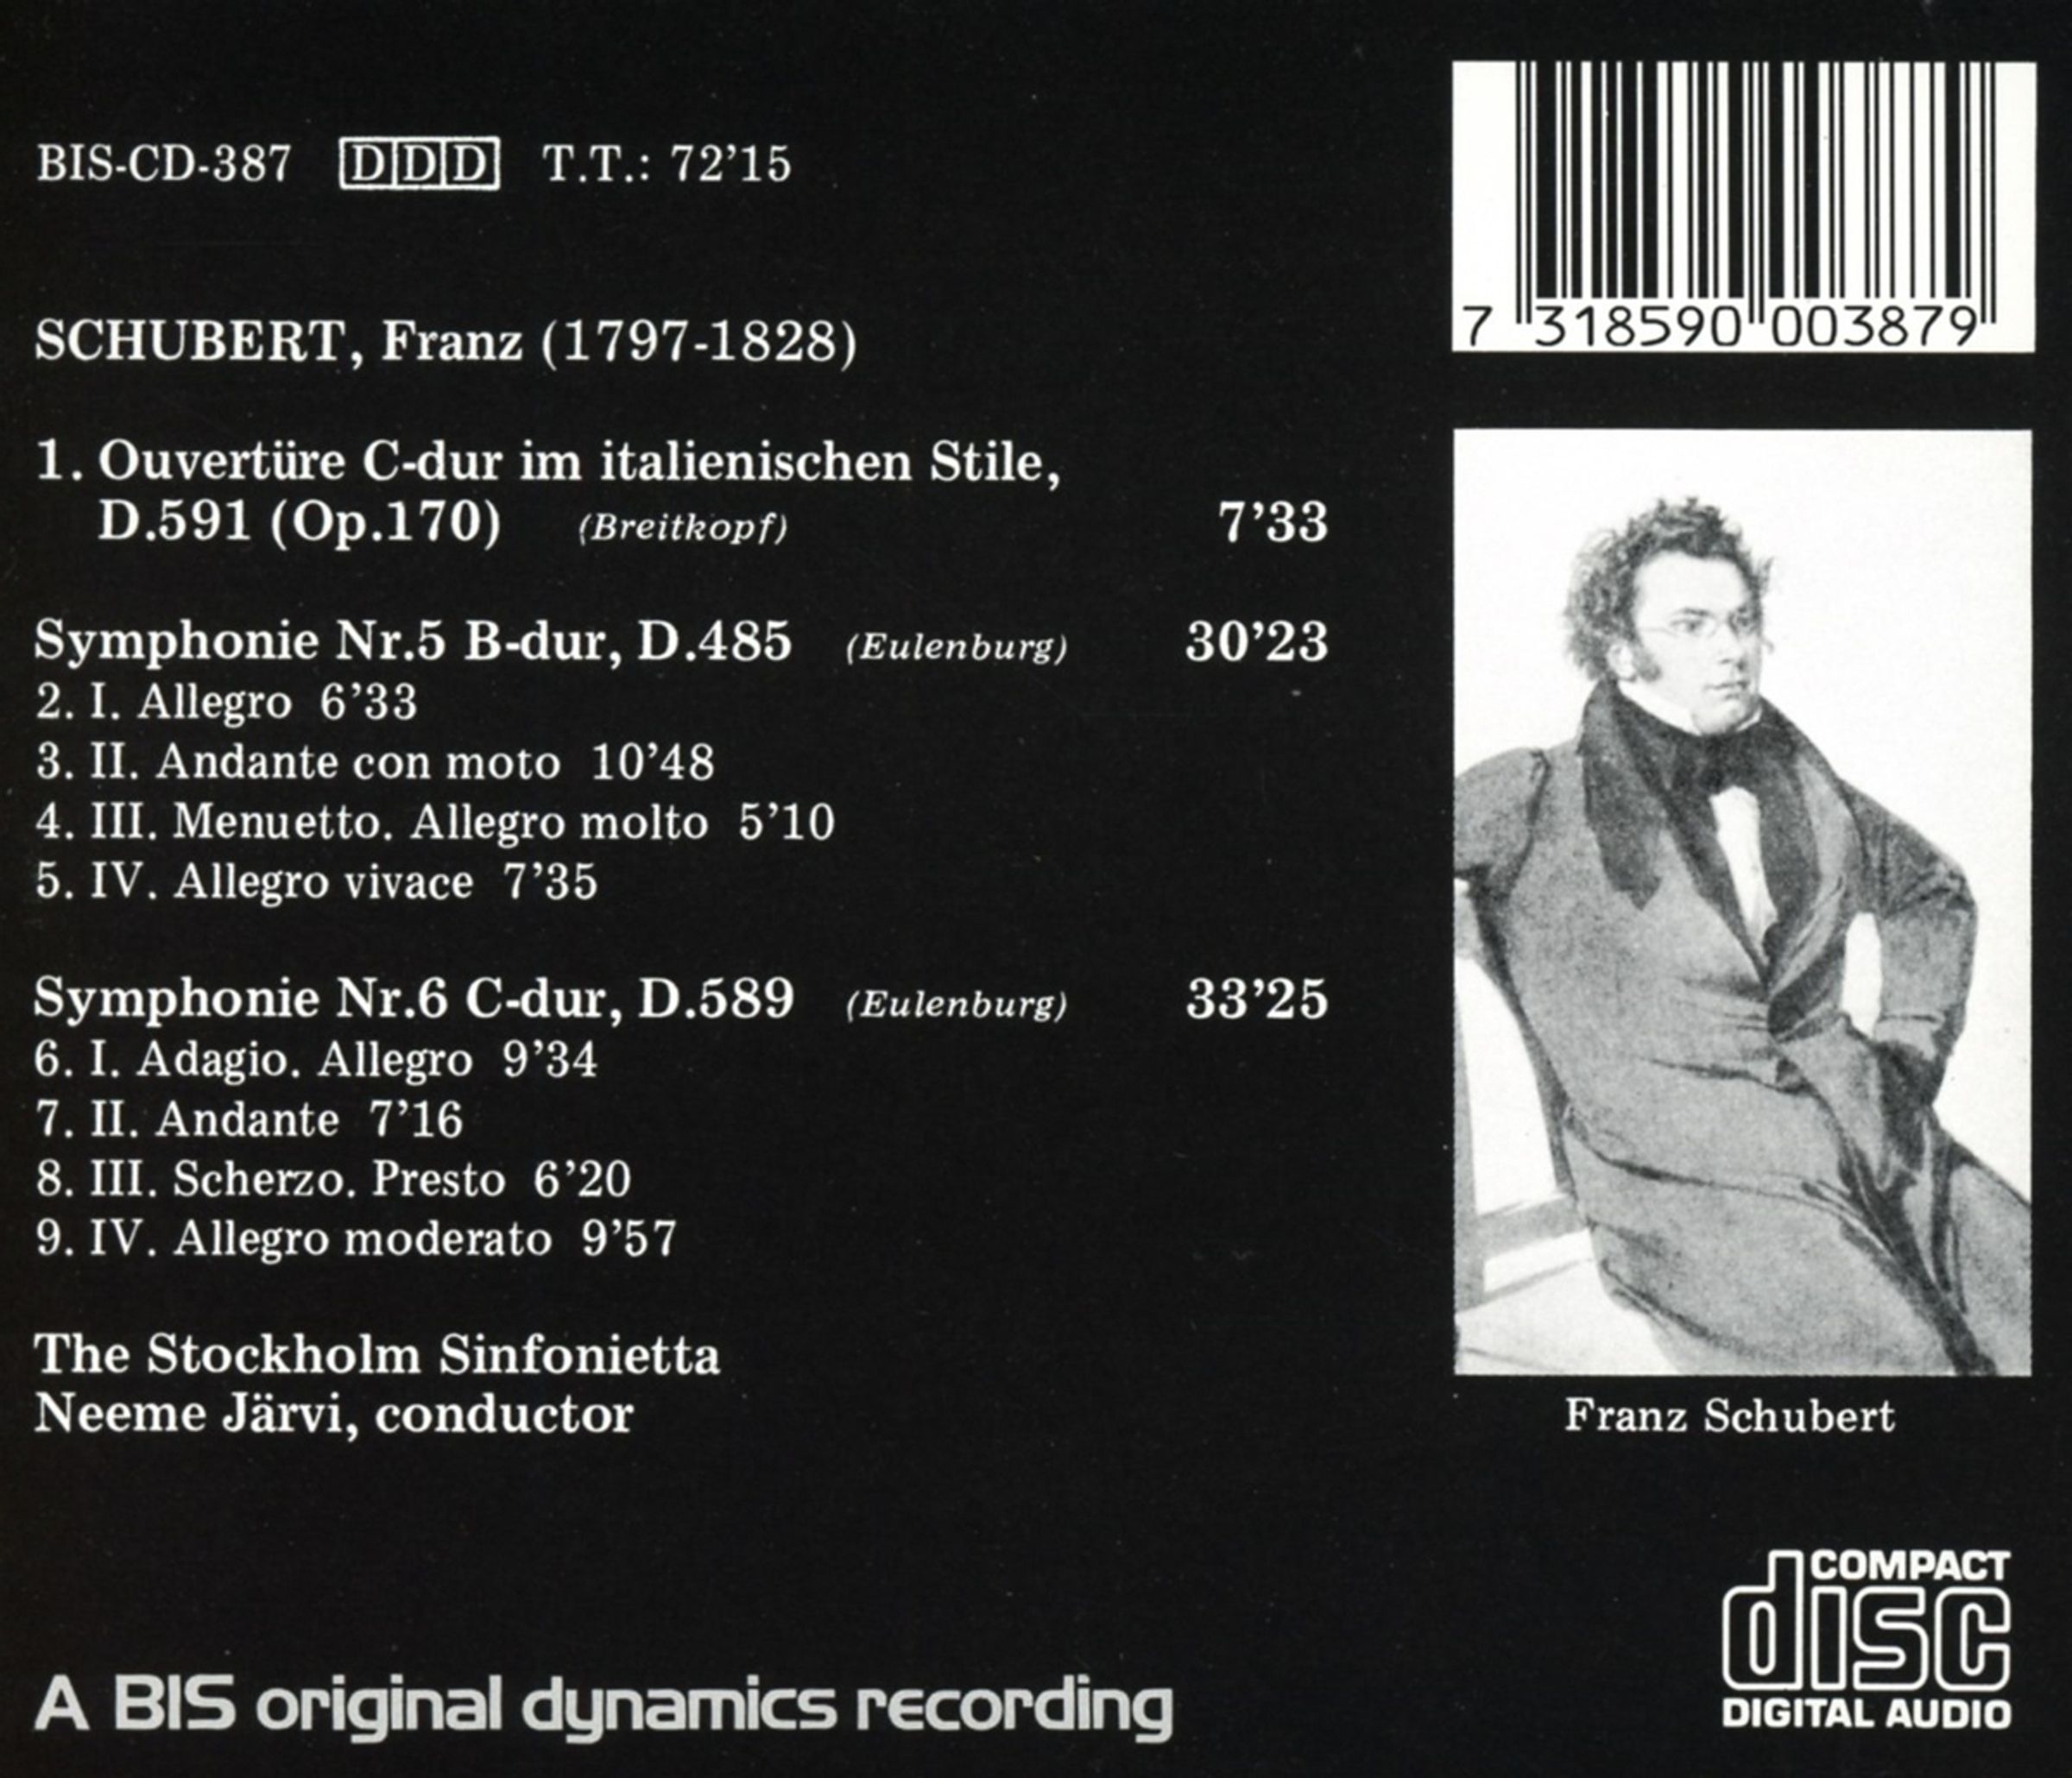 BIS-CD-387 DDD T.T.: 72’15
7 318590 003879
SCHUBERT, Franz (1797-1828)
1. Ouvertüre C-dur im italienischen Stile,
D.591 (Op.170) (Breitkopf) 7’33
Symphonie Nr.5 B-dur, D.485 (Eulenburg) 30’23
2. I. Allegro 6’33
3. II. Andante con moto 10’48
4. III. Menuetto. Allegro molto 5’10
5. IV. Allegro vivace 7’35
Symphonie Nr.6 C-dur, D.589 (Eulenburg) 33’25
6. I. Adagio. Allegro 9’34
7. II. Andante 7’16
8. III. Scherzo. Presto 6’20
9. IV. Allegro moderato 9’57
The Stockholm Sinfonietta
Neeme Järvi, conductor
Franz Schubert
COMPACT
disc
DIGITAL AUDIO
A BIS original dynamics recording